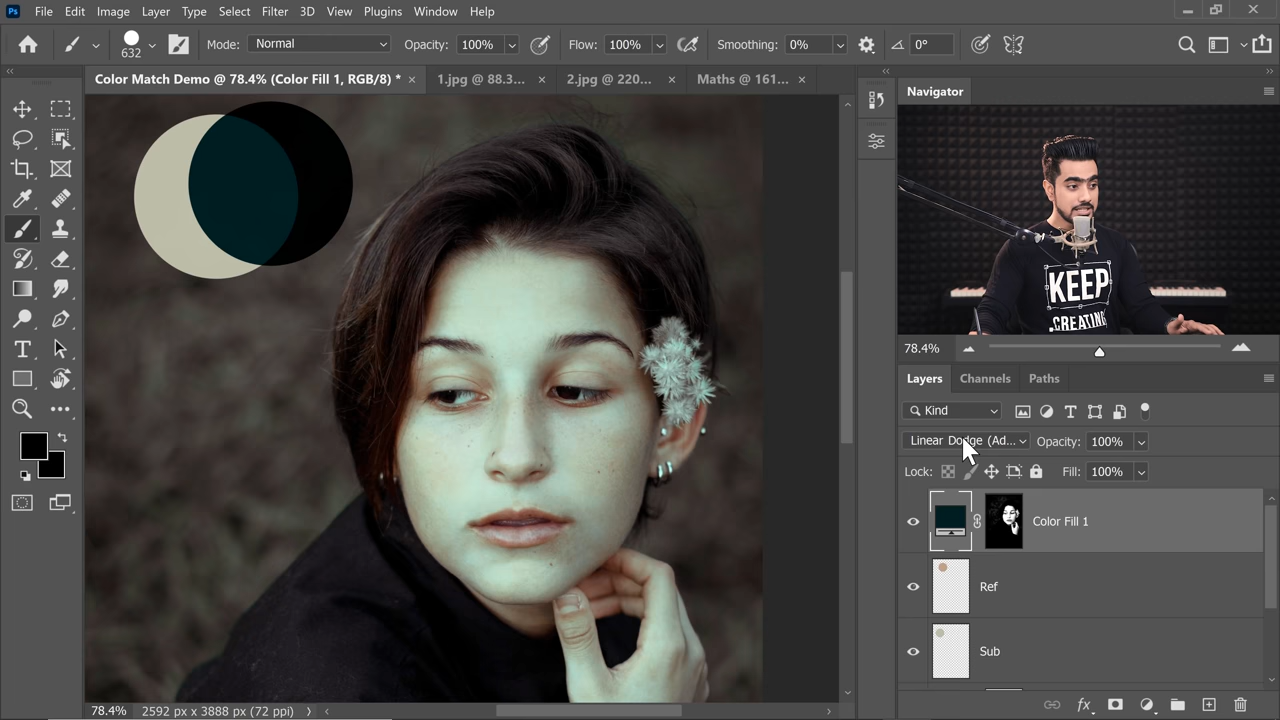 Ps File Edit Image Layer Type Select Filter 3D View Plugins Window Help
632 Mode: Normal Opacity: 100% Flow: 100% Smoothing: 0% 0°
Color Match Demo @ 78.4% (Color Fill 1, RGB/8) * 1.jpg @ 88.3... 2.jpg @ 220... Maths @ 161...
Navigator
KEEP
CREATING
78.4%
Layers Channels Paths
Kind
Linear Dodge (Ad... Opacity: 100%
Lock: Fill: 100%
Color Fill 1
Ref
Sub
fx
78.4% 2592 px x 3888 px (72 ppi)